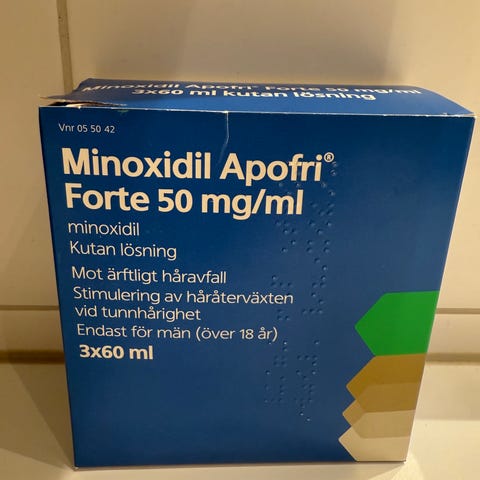 Minoxidil Apofri® Forte 50 mg/ml
3x60 ml kutan lösning
Vnr 05 50 42
Minoxidil Apofri®
Forte 50 mg/ml
minoxidil
Kutan lösning
Mot ärftligt håravfall
Stimulering av håråterväxten
vid tunnhårighet
Endast för män (över 18 år)
3x60 ml